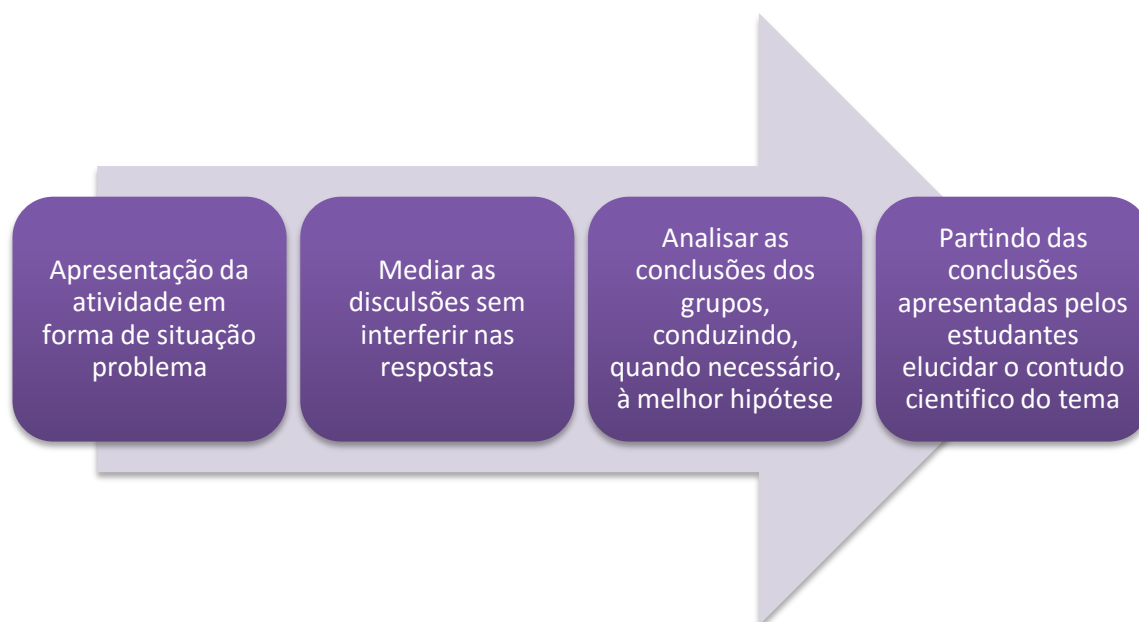 Apresentação da
atividade em
forma de situação
problema
Mediar as
disculsões sem
interferir nas
respostas
Analisar as
conclusões dos
grupos,
conduzindo,
quando necessário,
à melhor hipótese
Partindo das
conclusões
apresentadas pelos
estudantes
elucidar o contudo
cientifico do tema